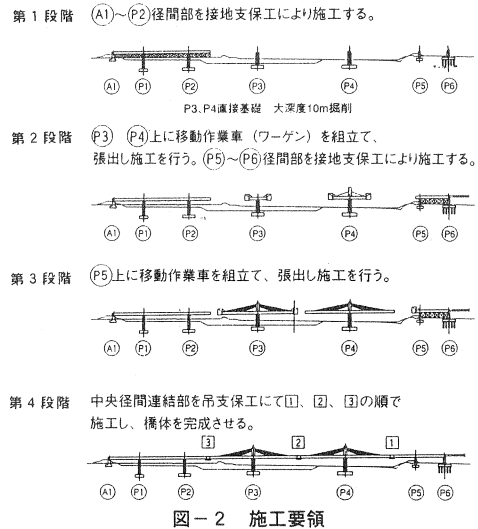 第1段階 (A1)～(P2)径間部を接地支保工により施工する。
A1 P1 P2 P3 P4 P5 P6
P3、P4直接基礎 大深度10m掘削
第2段階 (P3) (P4)上に移動作業車(ワーゲン)を組立て、
張出し施工を行う。(P5)～(P6)径間部を接地支保工により施工する。
A1 P1 P2 P3 P4 P5 P6
第3段階 (P5)上に移動作業車を組立て、張出し施工を行う。
A1 P1 P2 P3 P4 P5 P6
第4段階 中央径間連結部を吊支保工にて1、2、3の順で
施工し、橋体を完成させる。
3 2 1
A1 P1 P2 P3 P4 P5 P6
図－2 施工要領